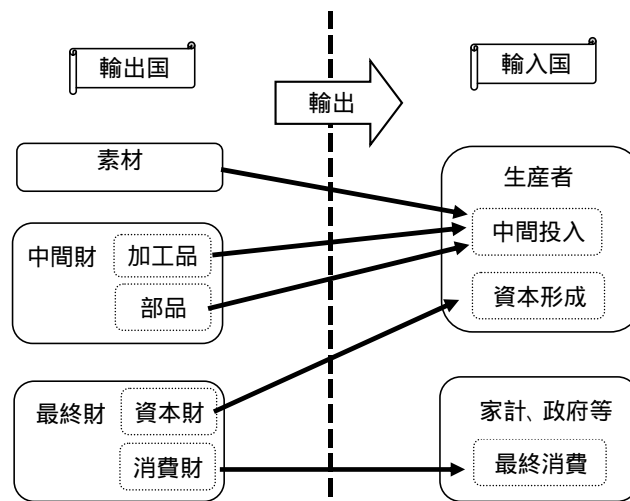 輸出国
輸出
輸入国
素材
中間財
加工品
部品
最終財
資本財
消費財
生産者
中間投入
資本形成
家計、政府等
最終消費